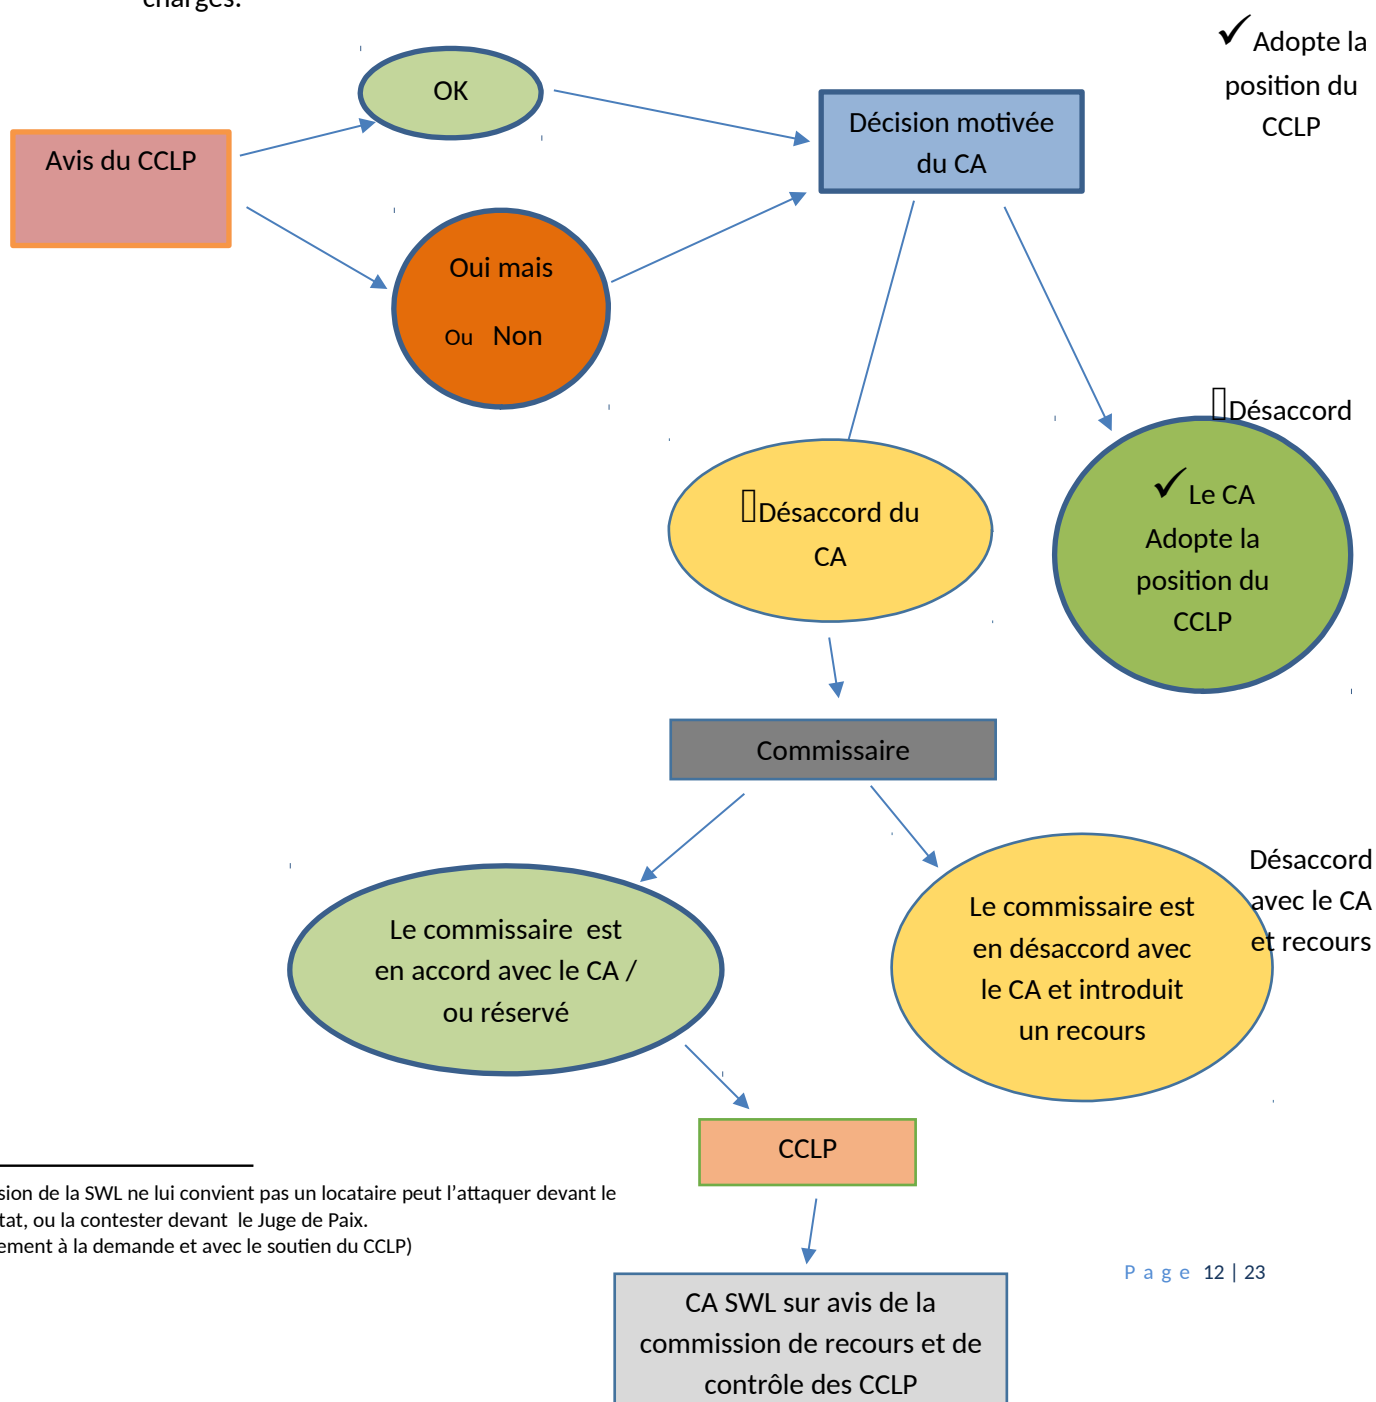 charges.
Adopte la
position du
CCLP
OK
Décision motivée
du CA
Avis du CCLP
Oui mais
Ou Non
Désaccord
Désaccord du
CA
Le CA
Adopte la
position du
CCLP
Commissaire
Le commissaire est
en accord avec le CA /
ou réservé
Le commissaire est
en désaccord avec
le CA et introduit
un recours
Désaccord
avec le CA
et recours
CCLP
sion de la SWL ne lui convient pas un locataire peut l’attaquer devant le
tat, ou la contester devant le Juge de Paix.
ement à la demande et avec le soutien du CCLP)
Page 12 | 23
CA SWL sur avis de la
commission de recours et de
contrôle des CCLP